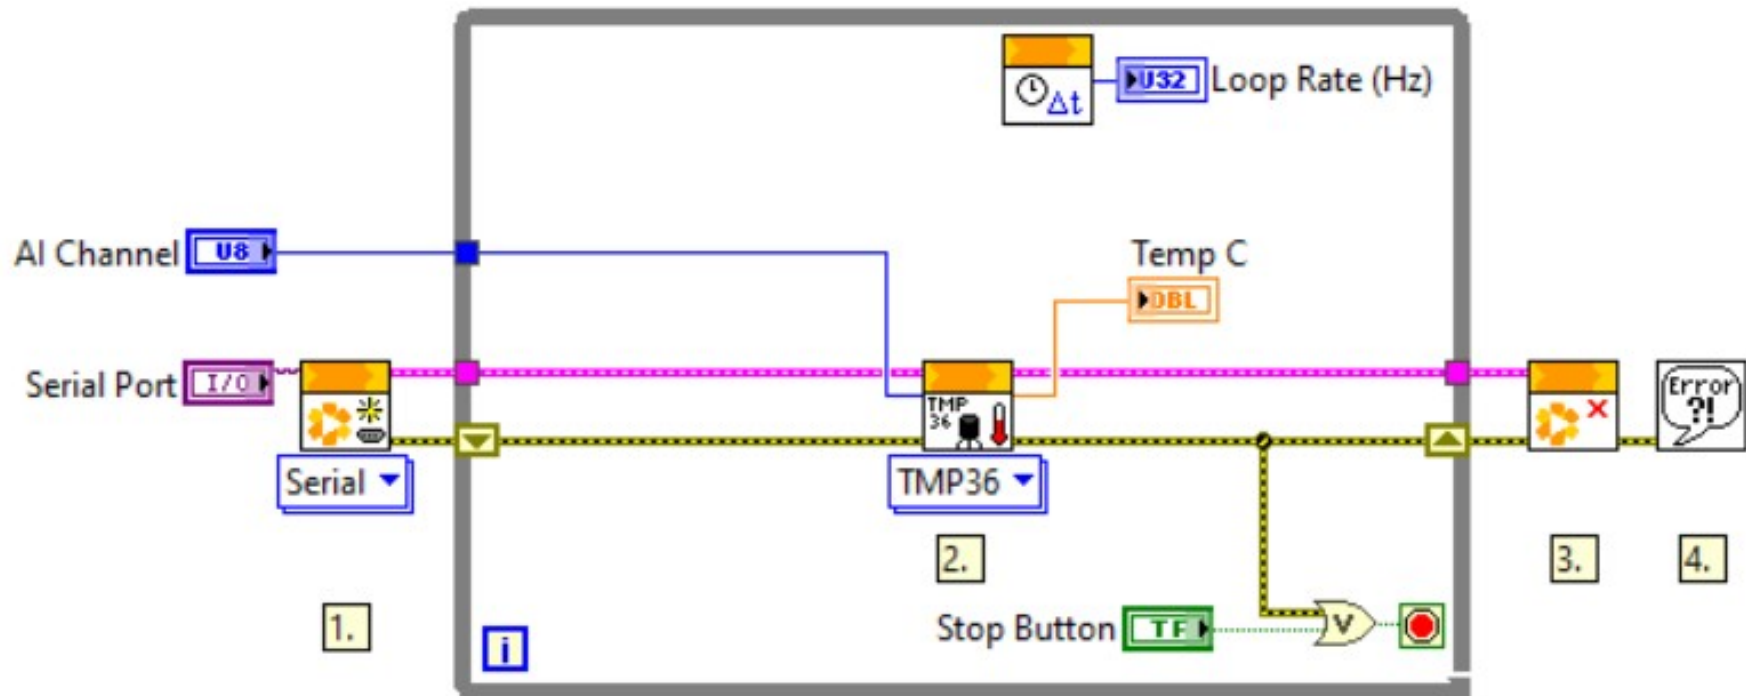 U32 Loop Rate (Hz)
Δt
AI Channel U8
Temp C
DBL
Serial Port I/O
TMP
36
Error
?!
Serial
TMP36
2.
3.
4.
1.
Stop Button TF V
i